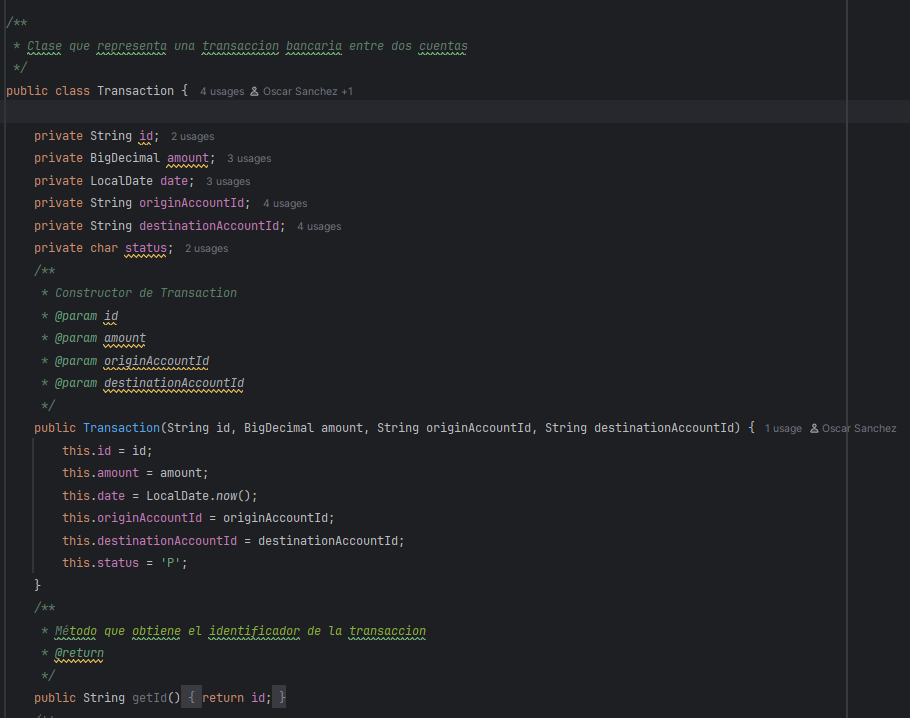 /**
 * Clase que representa una transaccion bancaria entre dos cuentas
 */
public class Transaction {  4 usages  Oscar Sanchez +1
    private String id;  2 usages
    private BigDecimal amount;  3 usages
    private LocalDate date;  3 usages
    private String originAccountId;  4 usages
    private String destinationAccountId;  4 usages
    private char status;  2 usages
    /**
     * Constructor de Transaction
     * @param id
     * @param amount
     * @param originAccountId
     * @param destinationAccountId
     */
    public Transaction(String id, BigDecimal amount, String originAccountId, String destinationAccountId) {  1 usage  Oscar Sanchez
        this.id = id;
        this.amount = amount;
        this.date = LocalDate.now();
        this.originAccountId = originAccountId;
        this.destinationAccountId = destinationAccountId;
        this.status = 'P';
    }
    /**
     * Método que obtiene el identificador de la transaccion
     * @return
     */
    public String getId() { return id; }
    /**